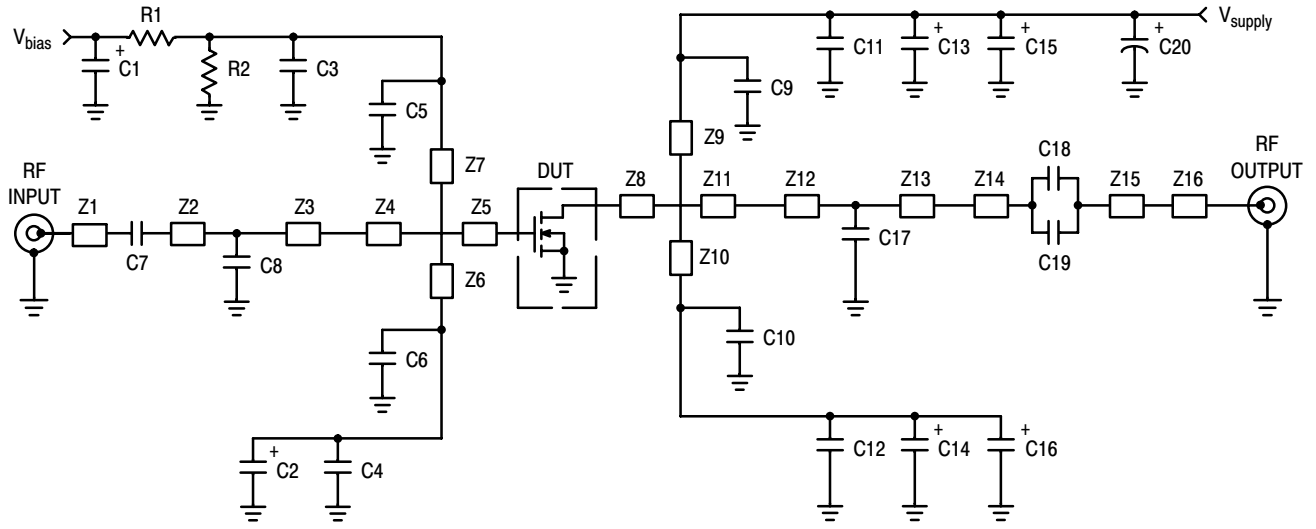 Vbias
R1
+
C1
R2
C3
C5
Z7
RF
INPUT
Z1
C7
Z2
C8
Z3
Z4
Z5
DUT
Z6
C6
+
C2
C4
Vsupply
C11
+
C13
+
C15
+
C20
C9
Z9
Z8
Z11
Z12
C17
Z13
Z14
C18
C19
Z15
Z16
RF
OUTPUT
Z10
C10
C12
+
C14
+
C16